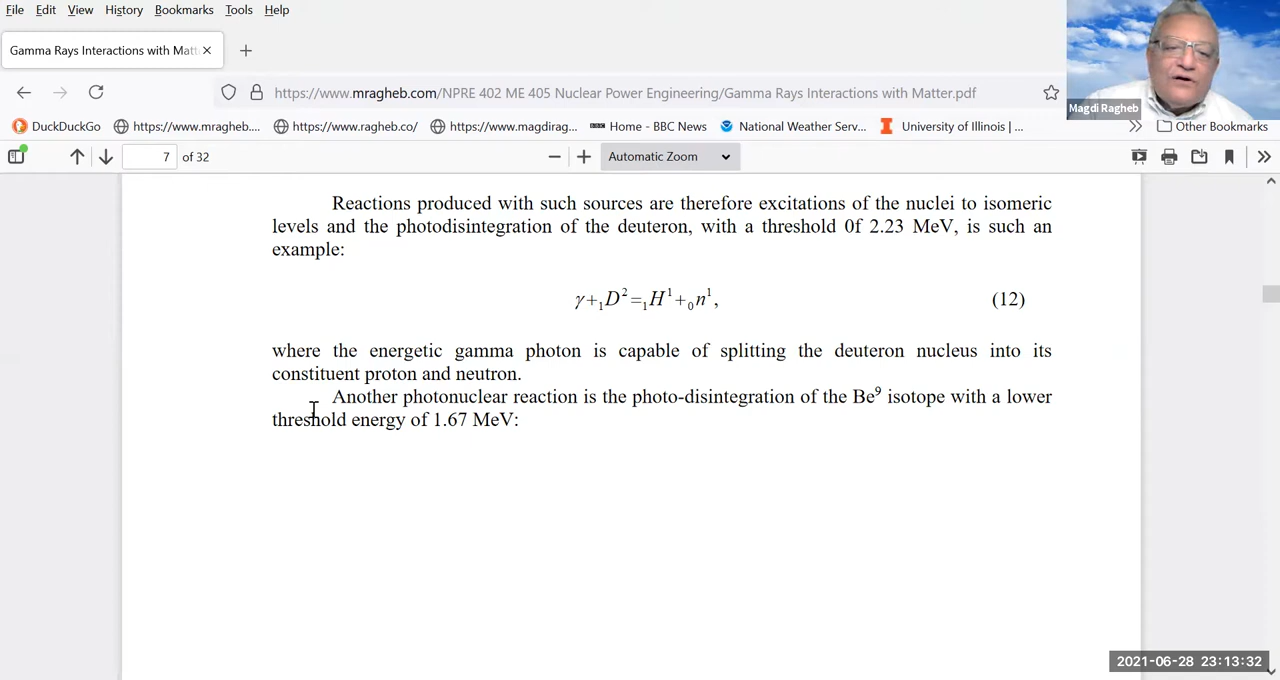 File Edit View History Bookmarks Tools Help
Gamma Rays Interactions with Matt
https://www.mragheb.com/NPRE 402 ME 405 Nuclear Power Engineering/Gamma Rays Interactions with Matter.pdf
Magdi Ragheb
DuckDuckGo https://www.mragheb.... https://www.ragheb.co/ https://www.magdirag... BBC Home - BBC News National Weather Serv... University of Illinois | ... Other Bookmarks
7 of 32 Automatic Zoom
Reactions produced with such sources are therefore excitations of the nuclei to isomeric
levels and the photodisintegration of the deuteron, with a threshold 0f 2.23 MeV, is such an
example:
γ+₁D²=₁H¹+₀n¹, (12)
where the energetic gamma photon is capable of splitting the deuteron nucleus into its
constituent proton and neutron.
Another photonuclear reaction is the photo-disintegration of the Be⁹ isotope with a lower
threshold energy of 1.67 MeV:
2021-06-28 23:13:32